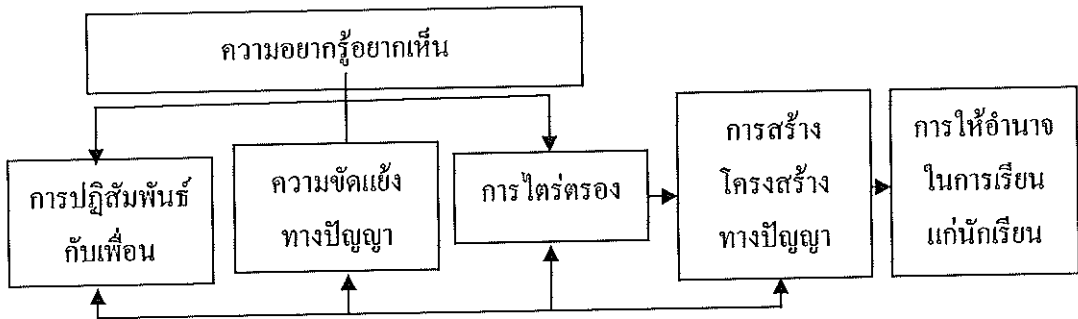 ความอยากรู้อยากเห็น
การปฏิสัมพันธ์
กับเพื่อน
ความขัดแย้ง
ทางปัญญา
การไตร่ตรอง
การสร้าง
โครงสร้าง
ทางปัญญา
การให้อำนาจ
ในการเรียน
แก่นักเรียน